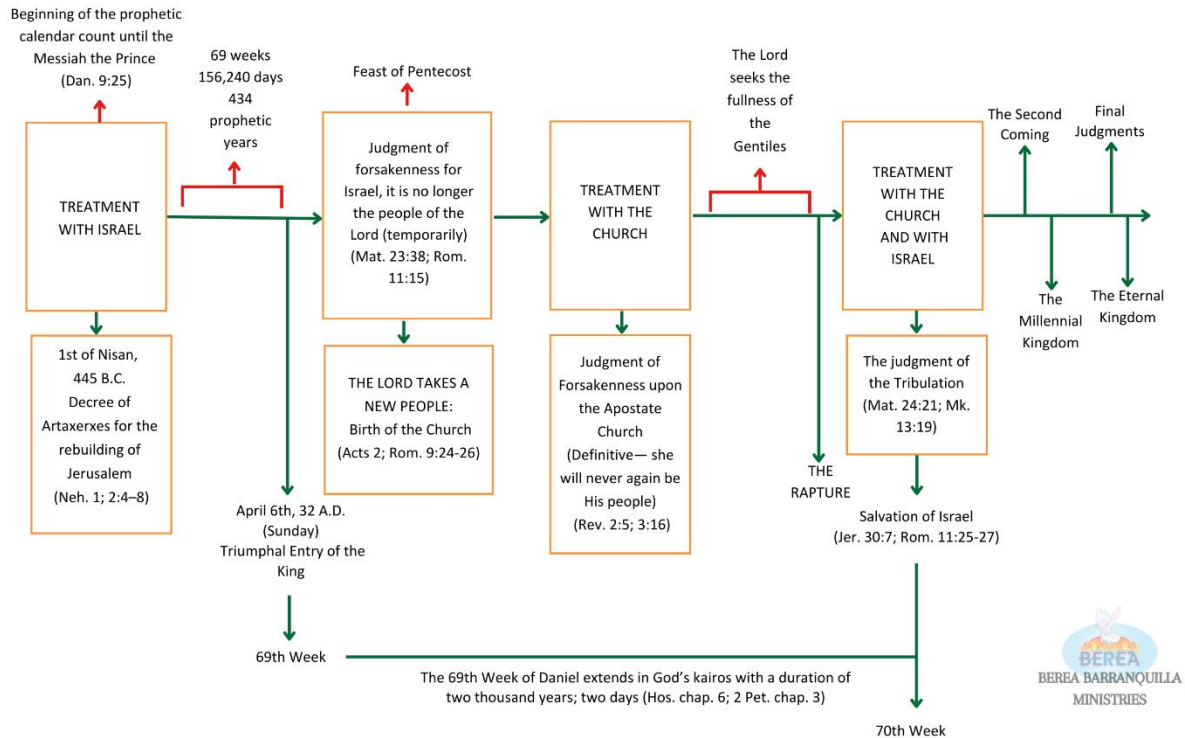 Beginning of the prophetic
calendar count until the
Messiah the Prince
(Dan. 9:25)
69 weeks
156,240 days
434
prophetic
years
Feast of Pentecost
The Lord
seeks the
fullness of
the
Gentiles
The Second
Coming
Final
Judgments
TREATMENT
WITH ISRAEL
Judgment of
forsakenness for
Israel, it is no longer
the people of the
Lord (temporarily)
(Mat. 23:38; Rom.
11:15)
TREATMENT
WITH THE
CHURCH
TREATMENT
WITH THE
CHURCH
AND WITH
ISRAEL
The
Millennial
Kingdom
The Eternal
Kingdom
1st of Nisan,
445 B.C.
Decree of
Artaxerxes for the
rebuilding of
Jerusalem
(Neh. 1; 2:4–8)
THE LORD TAKES A
NEW PEOPLE:
Birth of the Church
(Acts 2; Rom. 9:24-26)
Judgment of
Forsakenness upon
the Apostate
Church
(Definitive— she
will never again be
His people)
(Rev. 2:5; 3:16)
The judgment of
the Tribulation
(Mat. 24:21; Mk.
13:19)
THE
RAPTURE
April 6th, 32 A.D.
(Sunday)
Triumphal Entry of the
King
Salvation of Israel
(Jer. 30:7; Rom. 11:25-27)
69th Week
The 69th Week of Daniel extends in God’s kairos with a duration of
two thousand years; two days (Hos. chap. 6; 2 Pet. chap. 3)
70th Week
BEREA
BEREA BARRANQUILLA
MINISTRIES